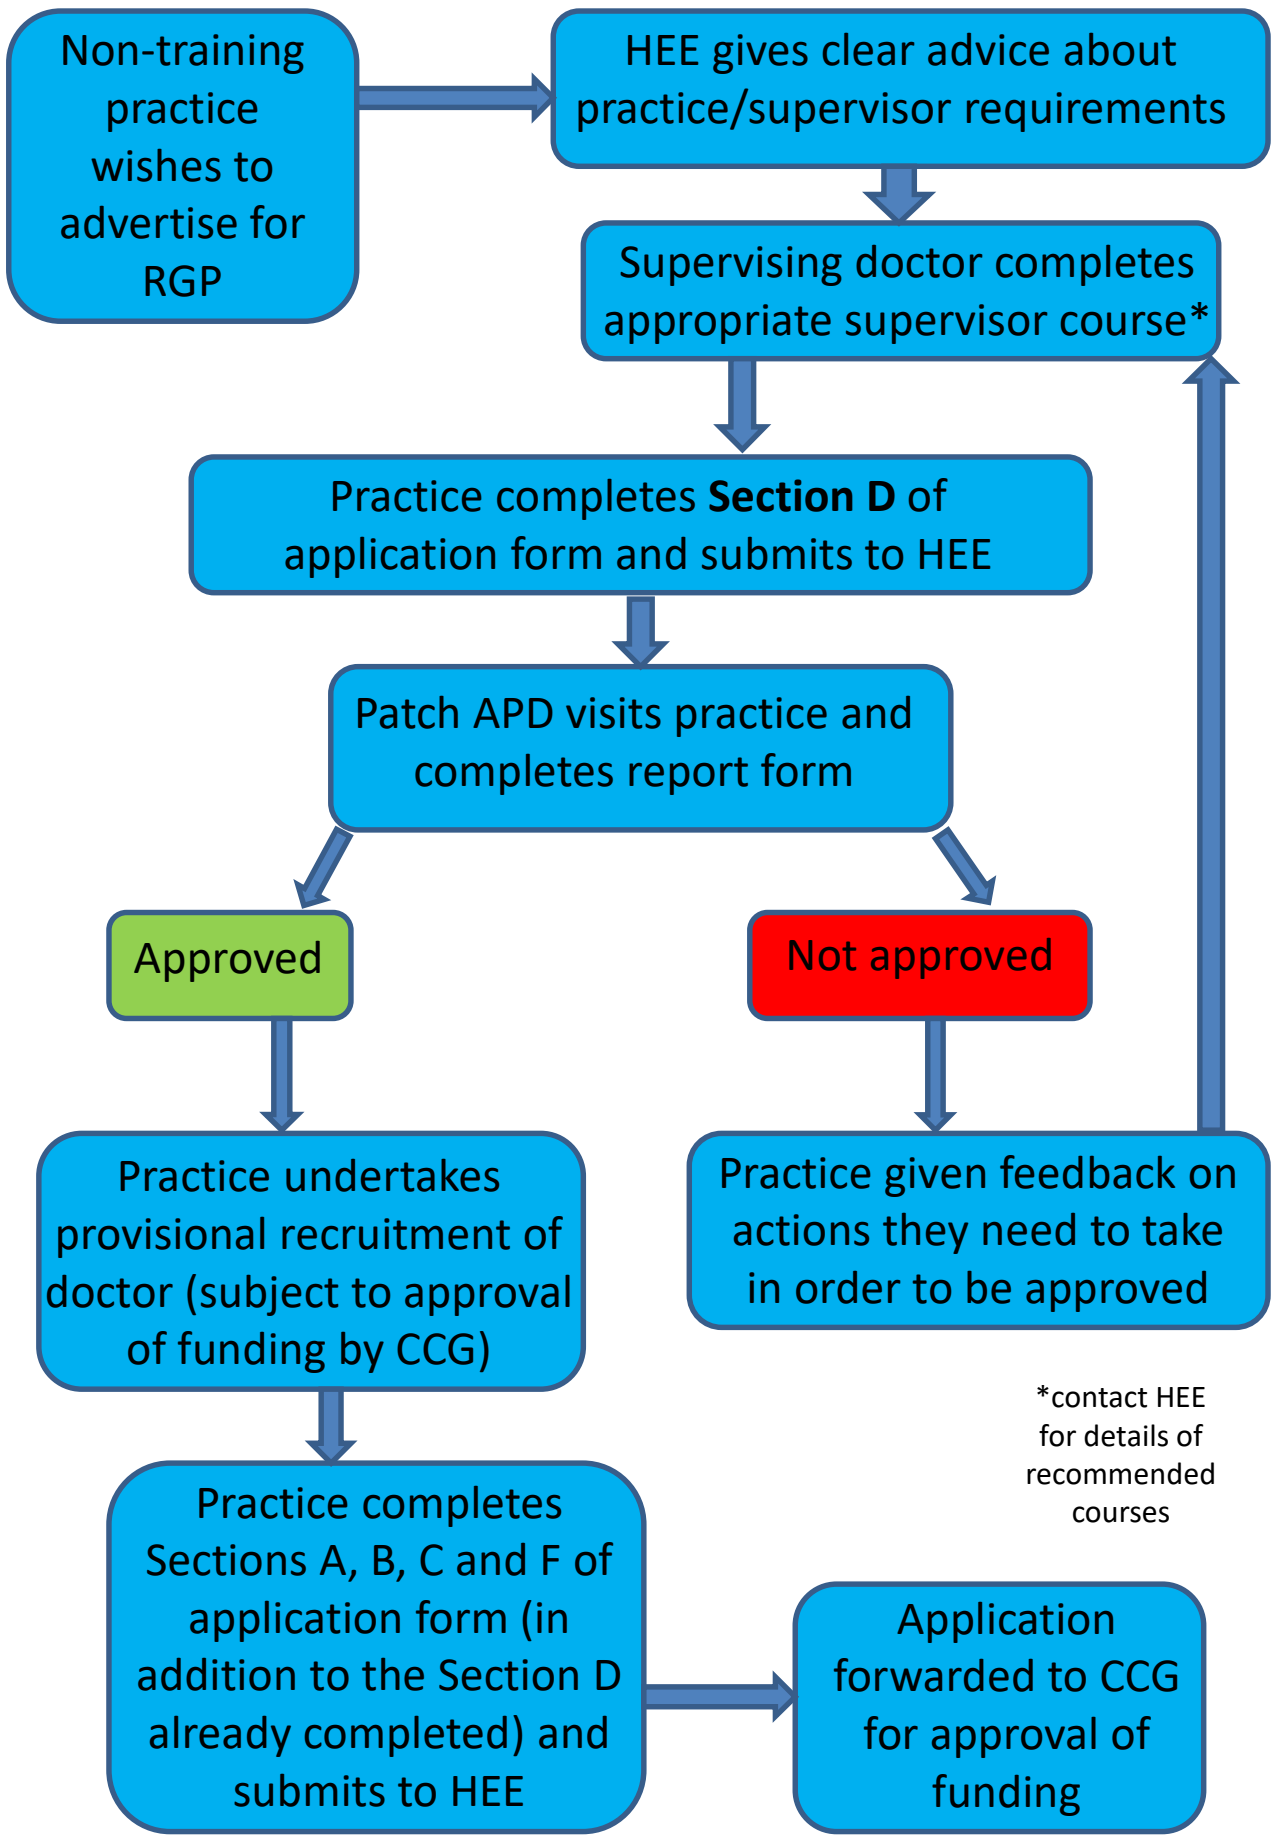 Non-training
practice
wishes to
advertise for
RGP
HEE gives clear advice about
practice/supervisor requirements
Supervising doctor completes
appropriate supervisor course*
Practice completes Section D of
application form and submits to HEE
Patch APD visits practice and
completes report form
Approved
Not approved
Practice undertakes
provisional recruitment of
doctor (subject to approval
of funding by CCG)
Practice given feedback on
actions they need to take
in order to be approved
*contact HEE
for details of
recommended
courses
Practice completes
Sections A, B, C and F of
application form (in
addition to the Section D
already completed) and
submits to HEE
Application
forwarded to CCG
for approval of
funding